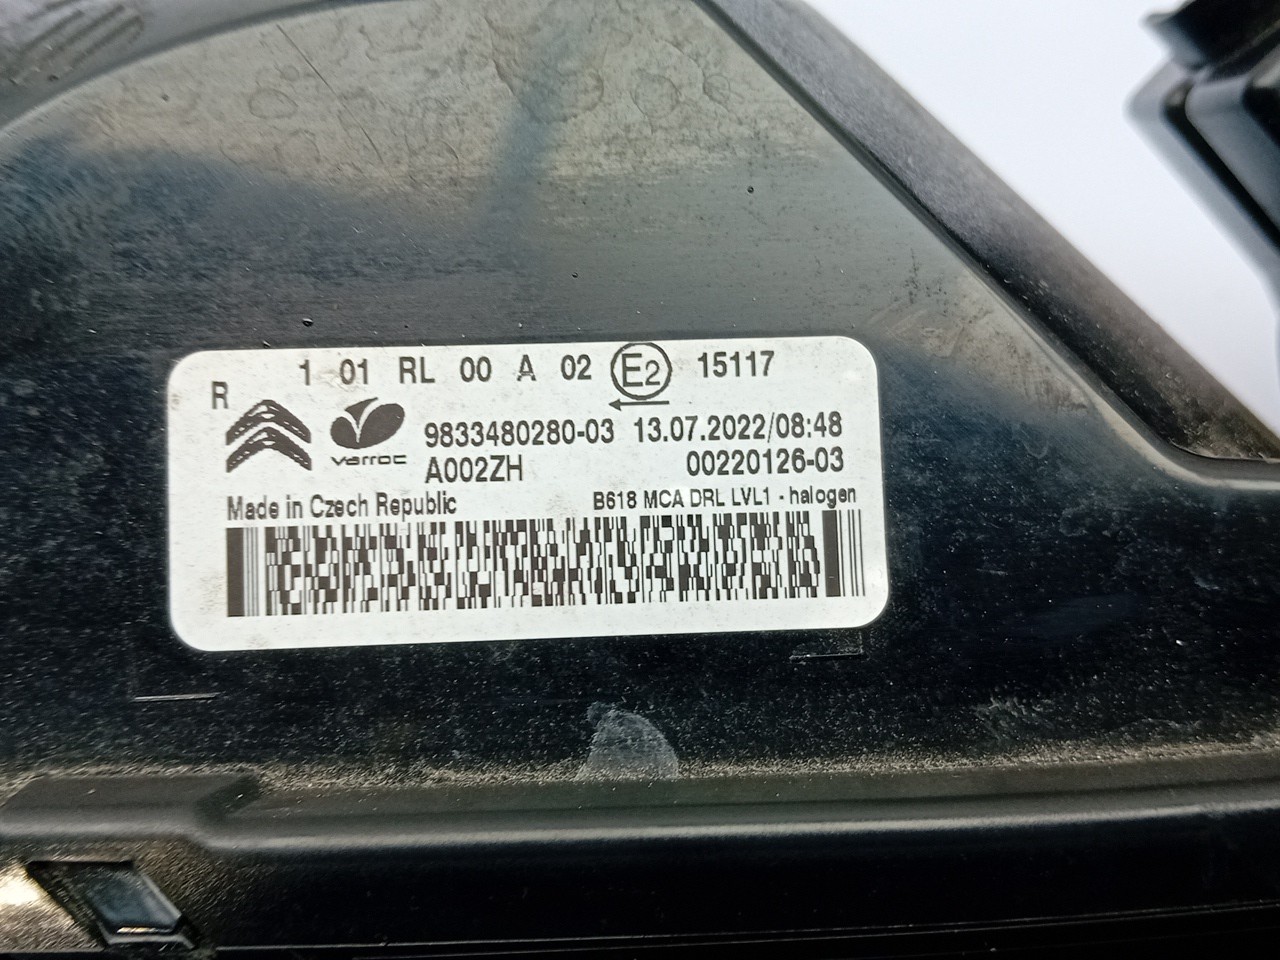 1 01 RL 00 A 02 E2 15117
R
varroc 9833480280-03 13.07.2022/08:48
A002ZH 00220126-03
Made in Czech Republic B618 MCA DRL LVL1 - halogen